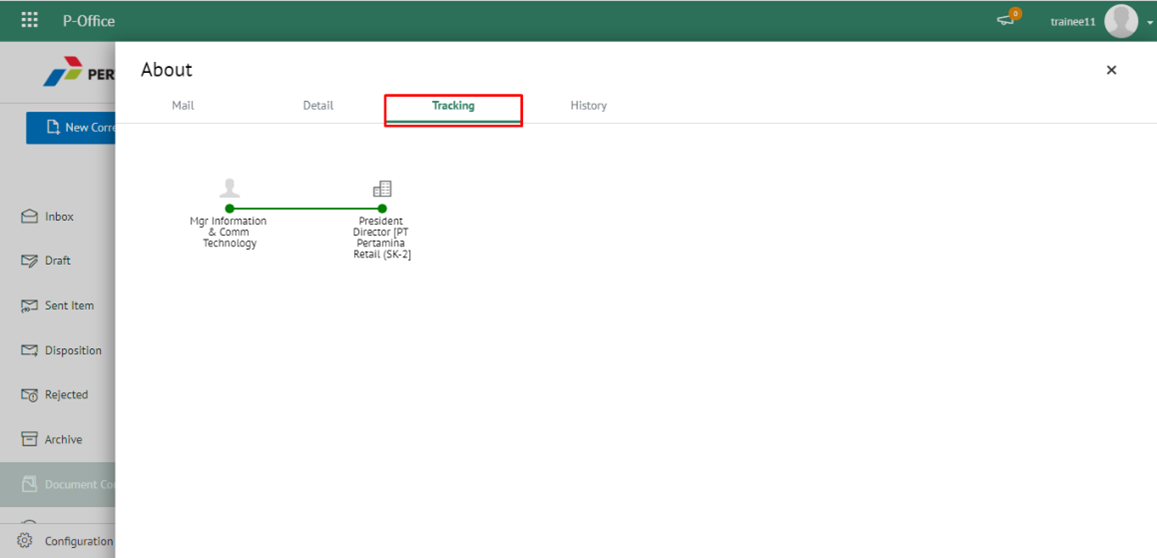 P-Office
0
trainee11
PER
About
Mail
Detail
Tracking
History
New Corre
Mgr Information
& Comm
Technology
President
Director [PT
Pertamina
Retail (SK-2]
Inbox
Draft
Sent Item
Disposition
Rejected
Archive
Document Co
Configuration